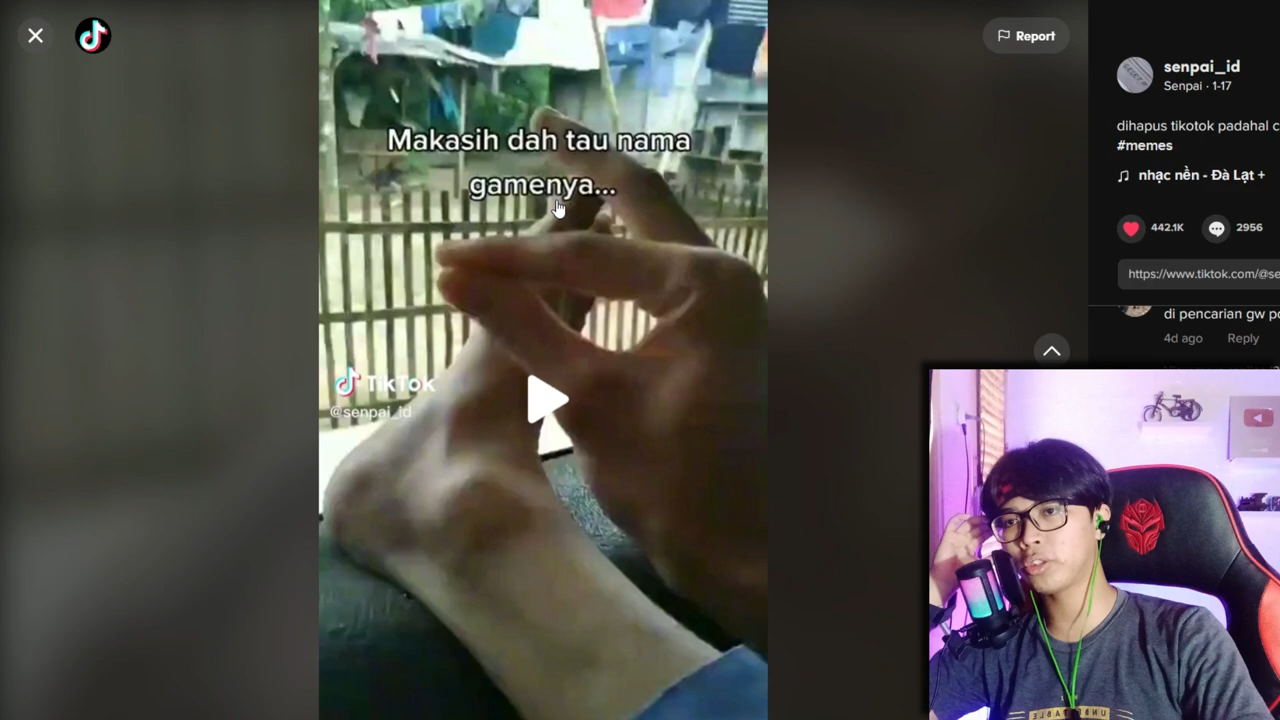 Report
senpai_id
Senpai · 1-17
dihapus tikotok padahal
#memes
nhạc nền - Đà Lạt +
442.1K
2956
https://www.tiktok.com/@se
di pencarian gw
4d ago
Reply
Makasih dah tau nama
gamenya...
TikTok
@senpai_id